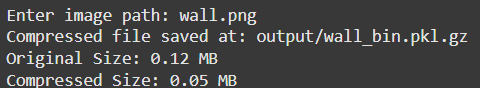 Enter image path: wall.png
Compressed file saved at: output/wall_bin.pkl.gz
Original Size: 0.12 MB
Compressed Size: 0.05 MB